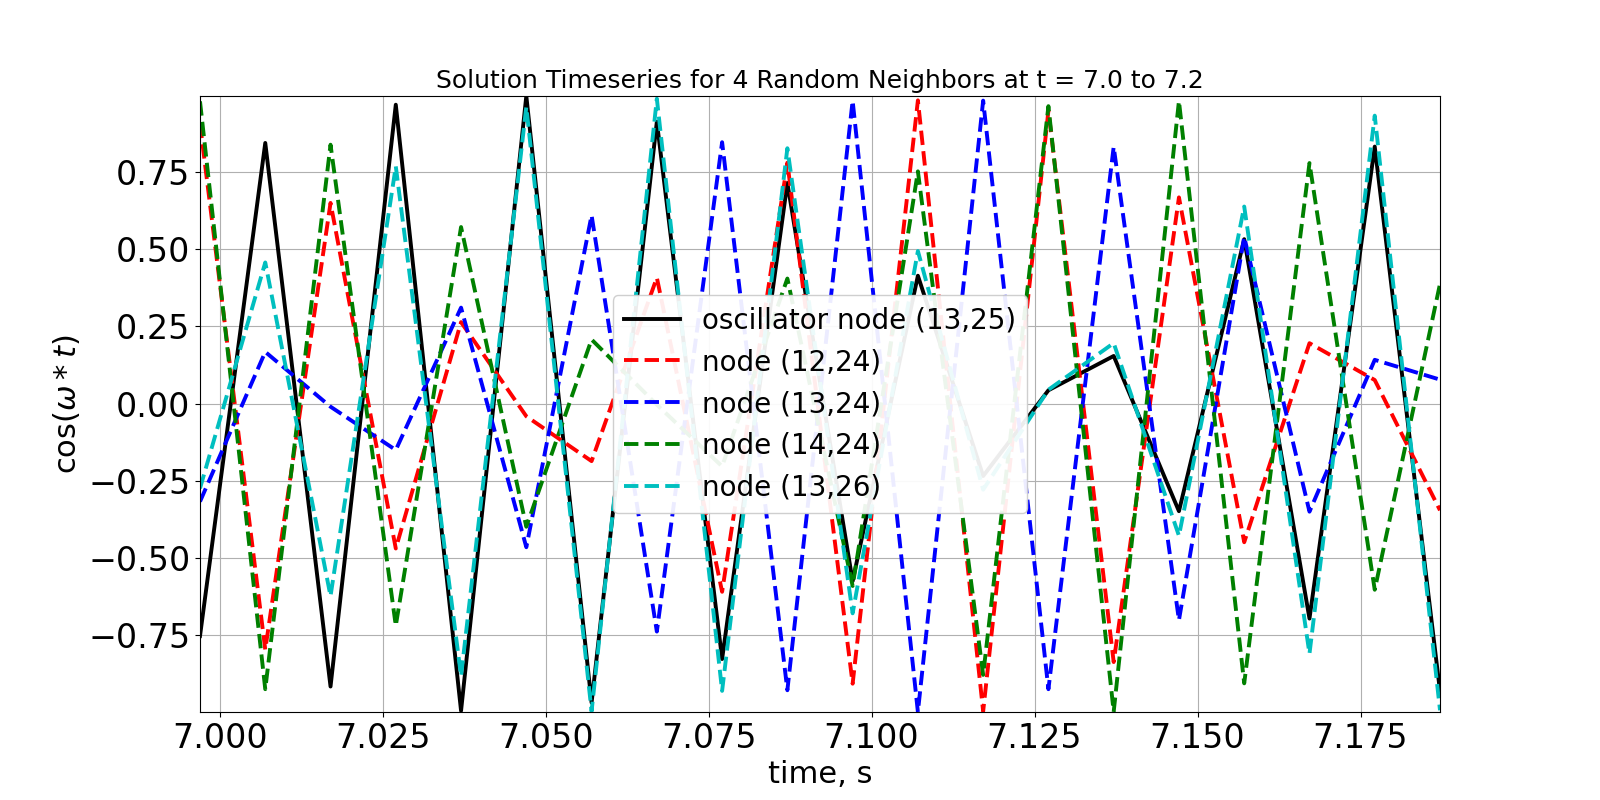 Solution Timeseries for 4 Random Neighbors at t = 7.0 to 7.2
cos(ω * t)
0.75
0.50
0.25
0.00
−0.25
−0.50
−0.75
oscillator node (13,25)
node (12,24)
node (13,24)
node (14,24)
node (13,26)
7.000 7.025 7.050 7.075 7.100 7.125 7.150 7.175
time, s